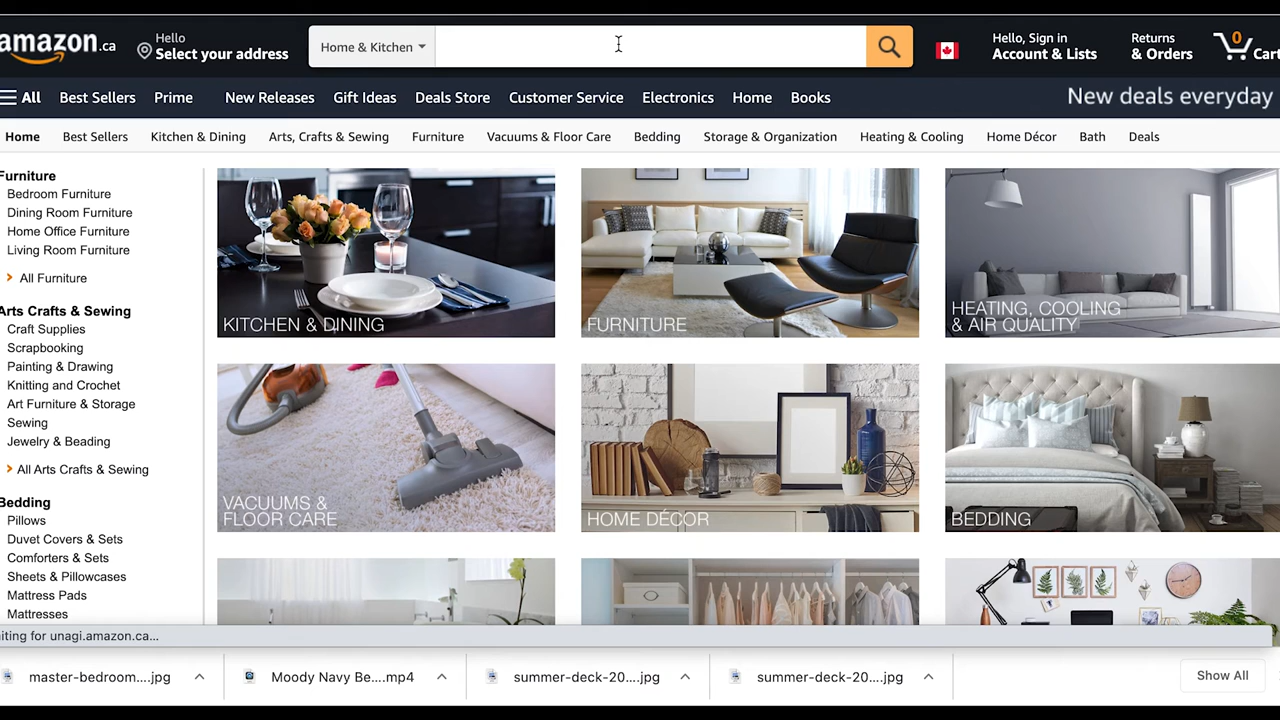 amazon.ca
Hello
Select your address
Home & Kitchen
Hello, Sign in
Account & Lists
Returns
& Orders
0
Cart
All
Best Sellers
Prime
New Releases
Gift Ideas
Deals Store
Customer Service
Electronics
Home
Books
New deals everyday
Home
Best Sellers
Kitchen & Dining
Arts, Crafts & Sewing
Furniture
Vacuums & Floor Care
Bedding
Storage & Organization
Heating & Cooling
Home Décor
Bath
Deals
Furniture
Bedroom Furniture
Dining Room Furniture
Home Office Furniture
Living Room Furniture
All Furniture
Arts Crafts & Sewing
Craft Supplies
Scrapbooking
Painting & Drawing
Knitting and Crochet
Art Furniture & Storage
Sewing
Jewelry & Beading
All Arts Crafts & Sewing
Bedding
Pillows
Duvet Covers & Sets
Comforters & Sets
Sheets & Pillowcases
Mattress Pads
Mattresses
KITCHEN & DINING
FURNITURE
HEATING, COOLING
& AIR QUALITY
VACUUMS &
FLOOR CARE
HOME DÉCOR
BEDDING
iting for unagi.amazon.ca...
master-bedroom....jpg
Moody Navy Be....mp4
summer-deck-20....jpg
summer-deck-20....jpg
Show All